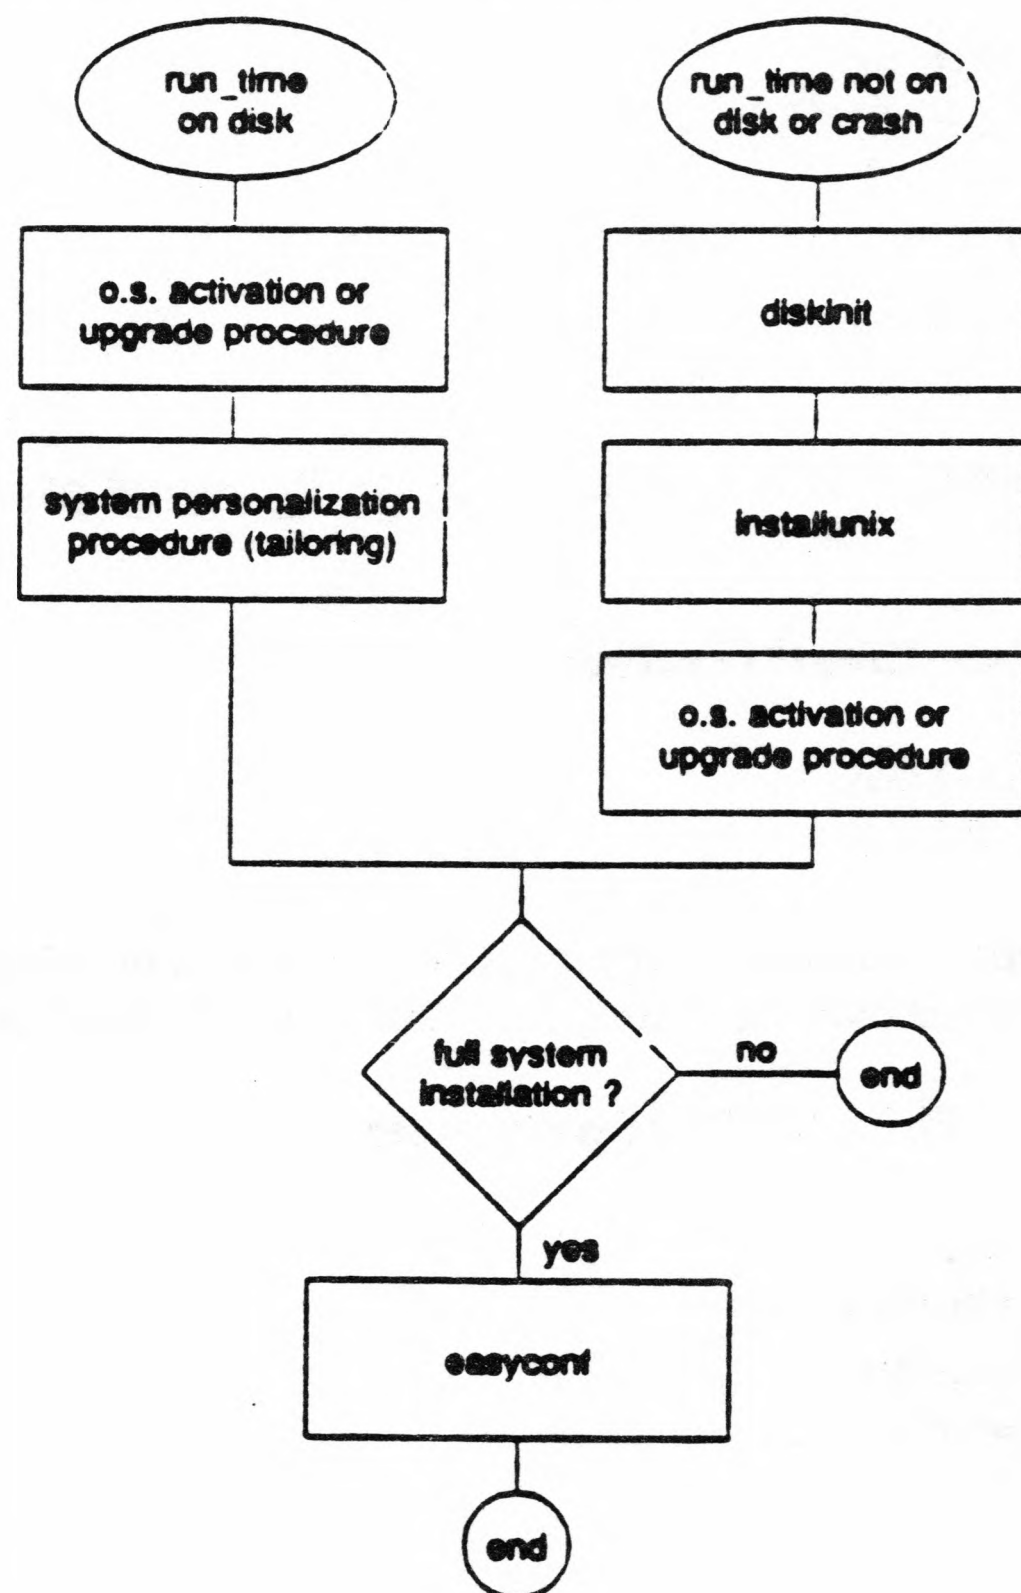 run_time
on disk
run_time not on
disk or crash
o.s. activation or
upgrade procedure
diskinit
system personalization
procedure (tailoring)
installunix
o.s. activation or
upgrade procedure
full system
installation ?
no
end
yes
easyconf
end